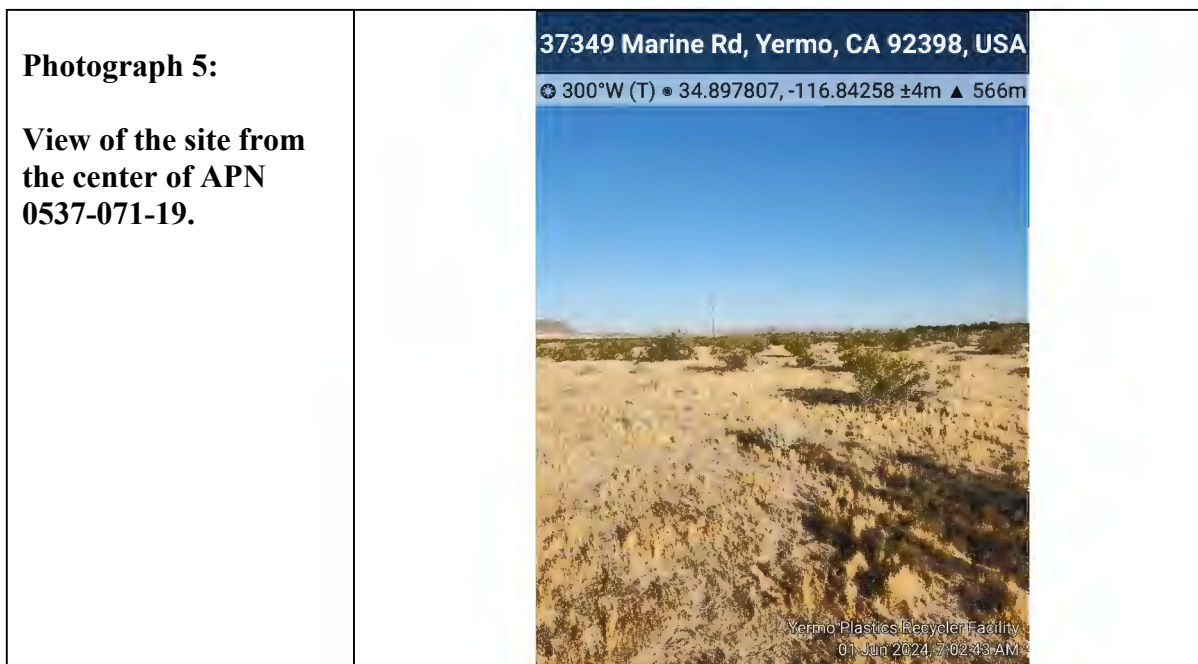 Photograph 5:
View of the site from
the center of APN
0537-071-19.
37349 Marine Rd, Yermo, CA 92398, USA
300°W (T) 34.897807, -116.84258 ±4m ▲ 566m
Yermo Plastics Recycler Facility
01 Jun 2024, 7:02:43 AM